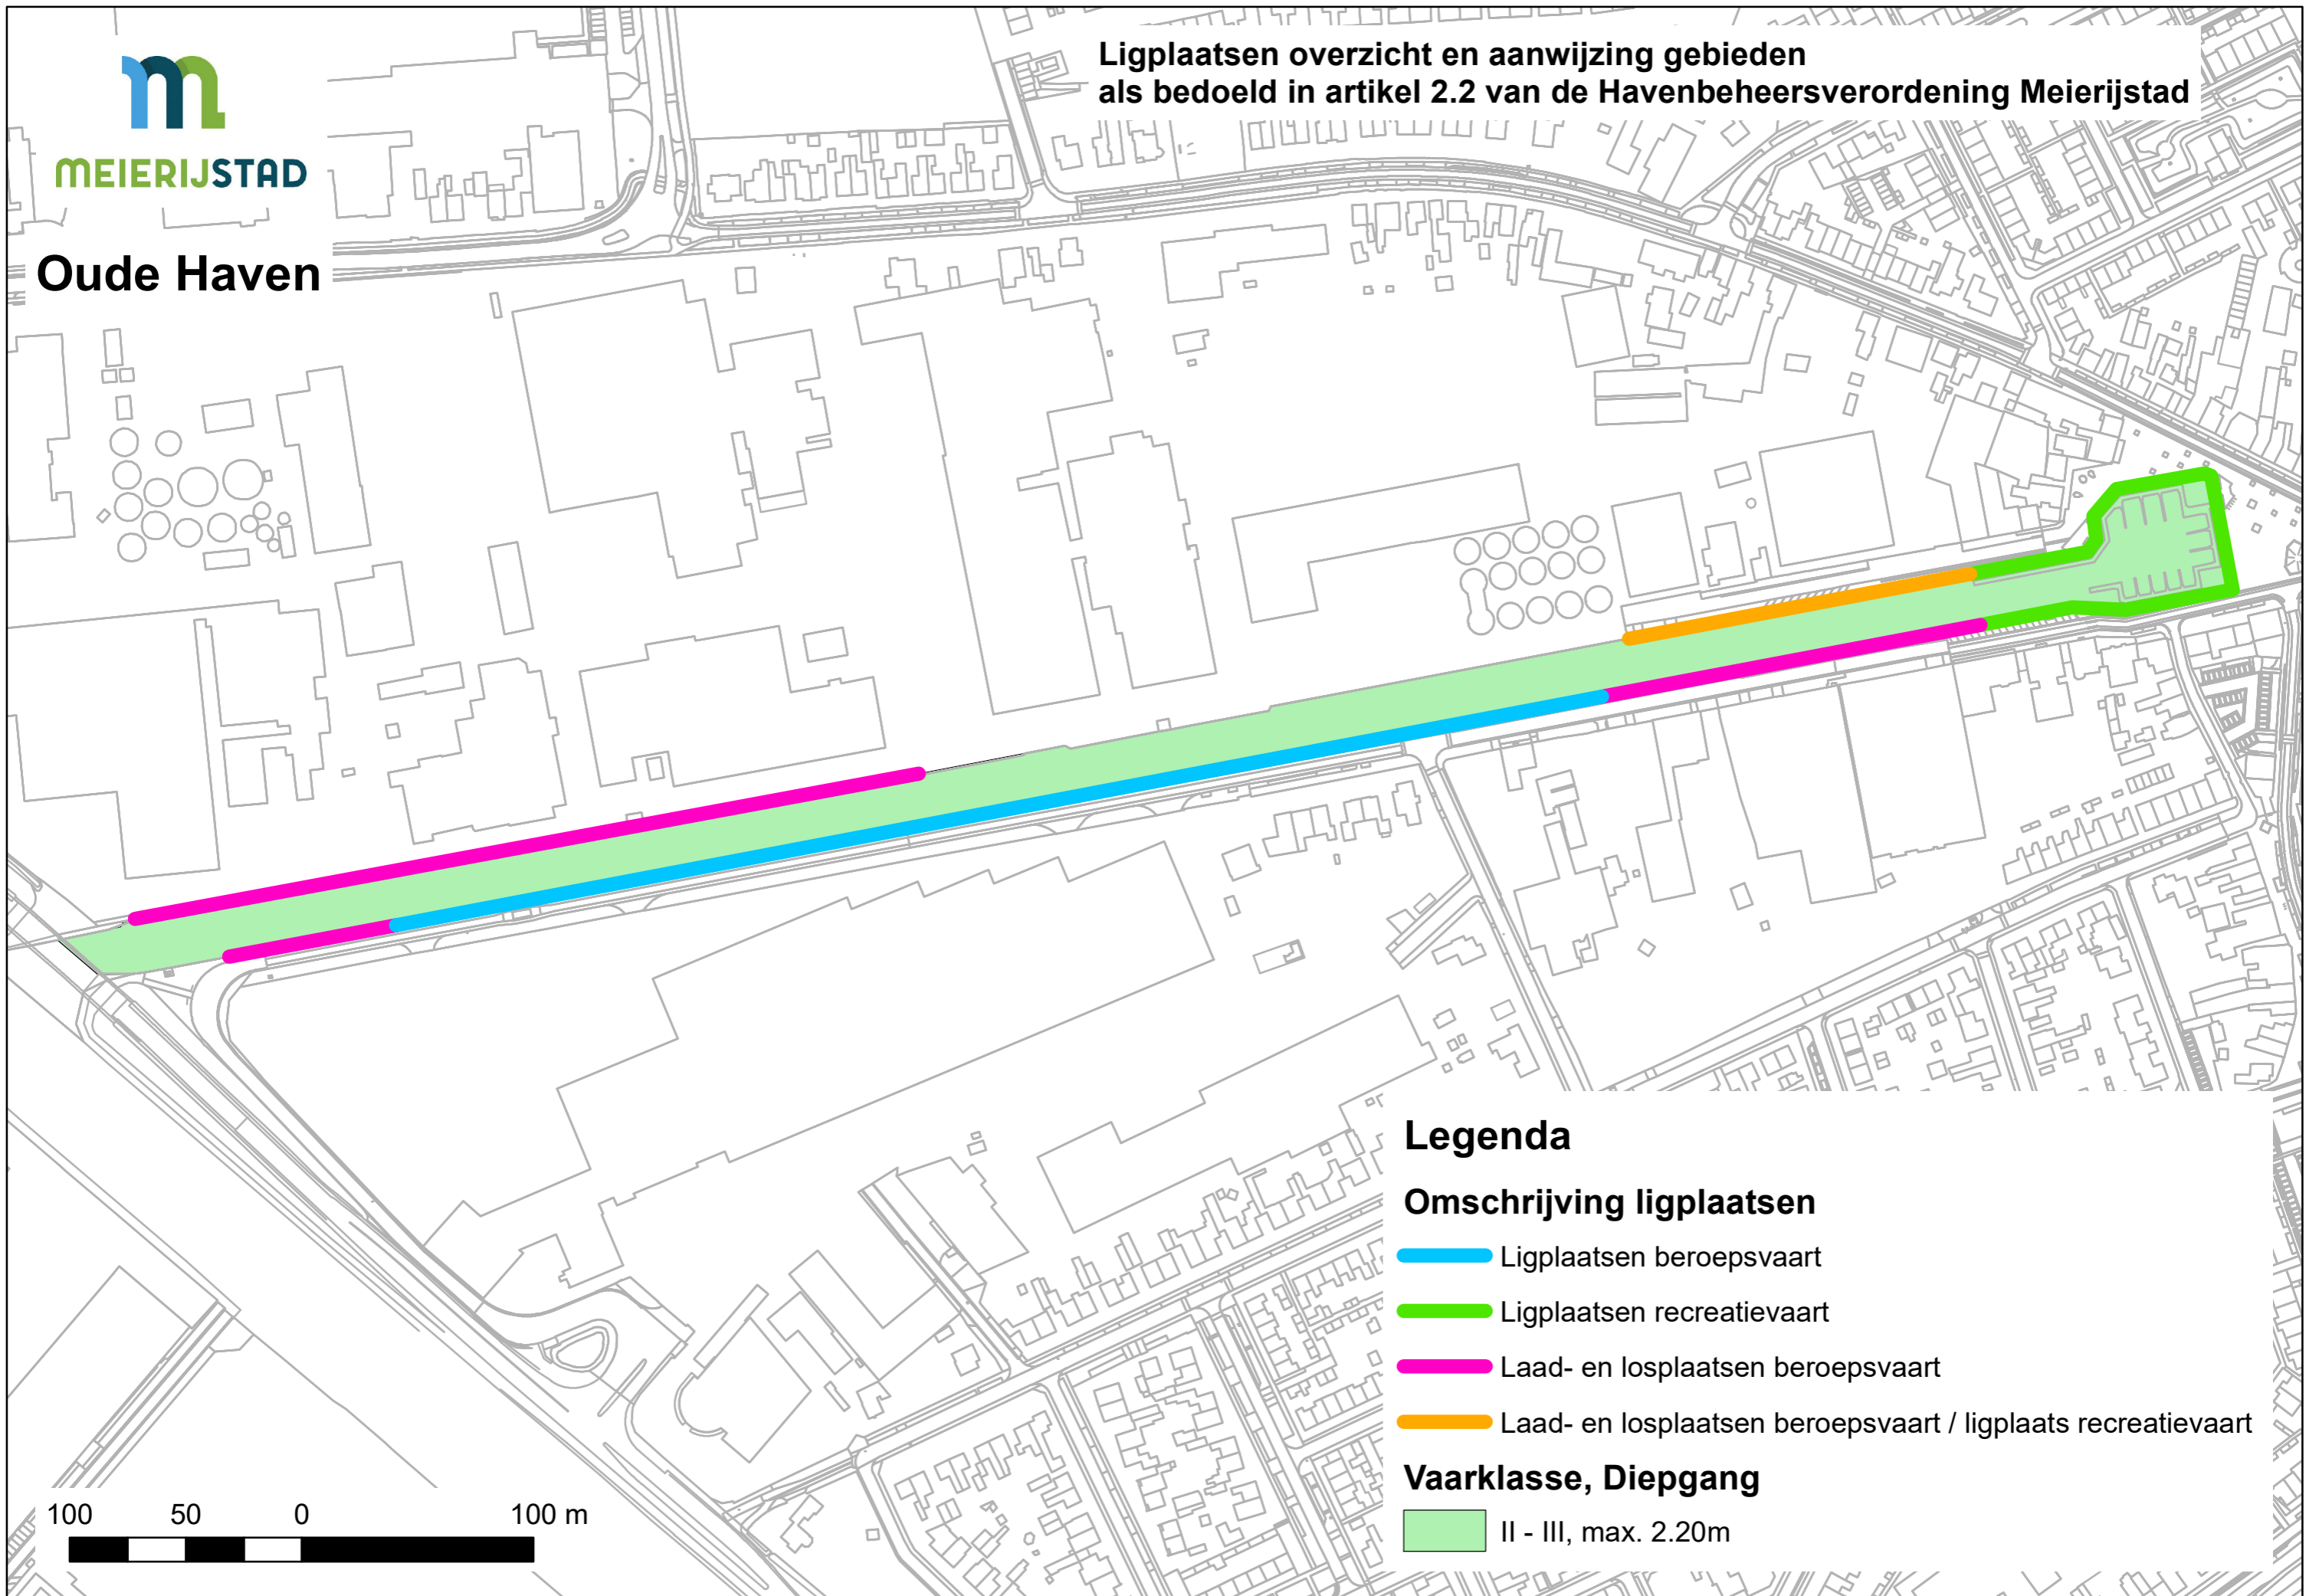 MEIERIJSTAD
Oude Haven
Ligplaatsen overzicht en aanwijzing gebieden
als bedoeld in artikel 2.2 van de Havenbeheersverordening Meierijstad
Legenda
Omschrijving ligplaatsen
Ligplaatsen beroepsvaart
Ligplaatsen recreatievaart
Laad- en losplaatsen beroepsvaart
Laad- en losplaatsen beroepsvaart / ligplaats recreatievaart
Vaarklasse, Diepgang
II - III, max. 2.20m
100 50 0 100 m